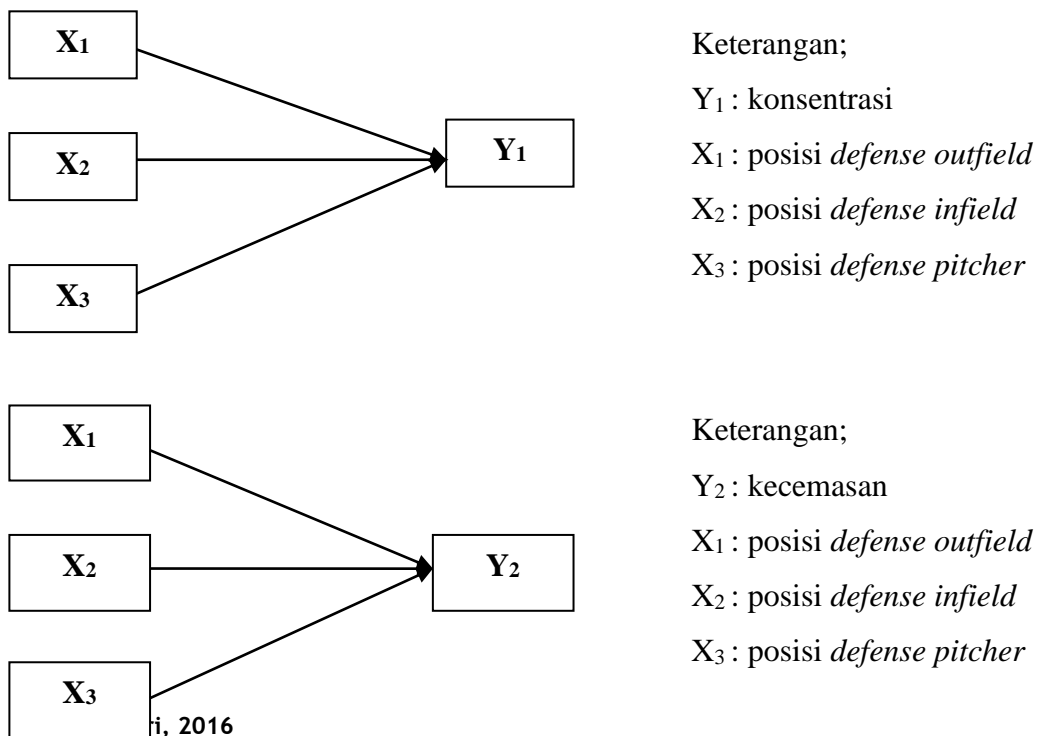 X1
X2
X3
Y1
Keterangan;
Y1 : konsentrasi
X1 : posisi defense outfield
X2 : posisi defense infield
X3 : posisi defense pitcher
X1
X2
X3
Y2
Keterangan;
Y2 : kecemasan
X1 : posisi defense outfield
X2 : posisi defense infield
X3 : posisi defense pitcher
2016